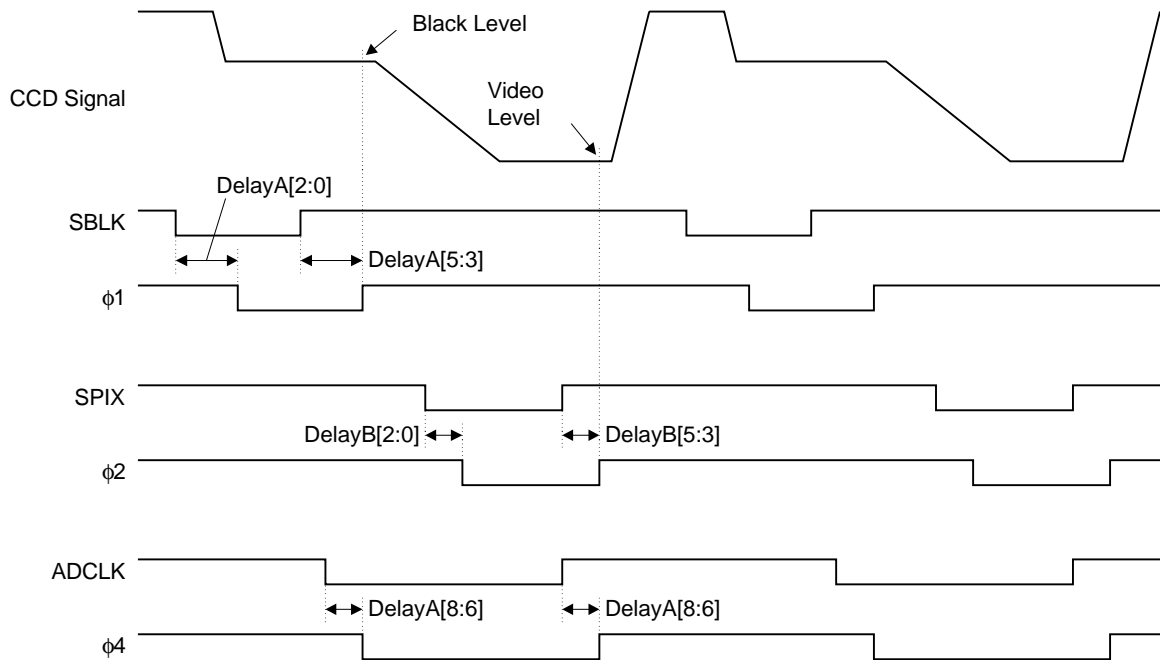 Black Level
CCD Signal
Video
Level
DelayA[2:0]
SBLK
DelayA[5:3]
ϕ1
SPIX
DelayB[2:0]
DelayB[5:3]
ϕ2
ADCLK
DelayA[8:6]
DelayA[8:6]
ϕ4